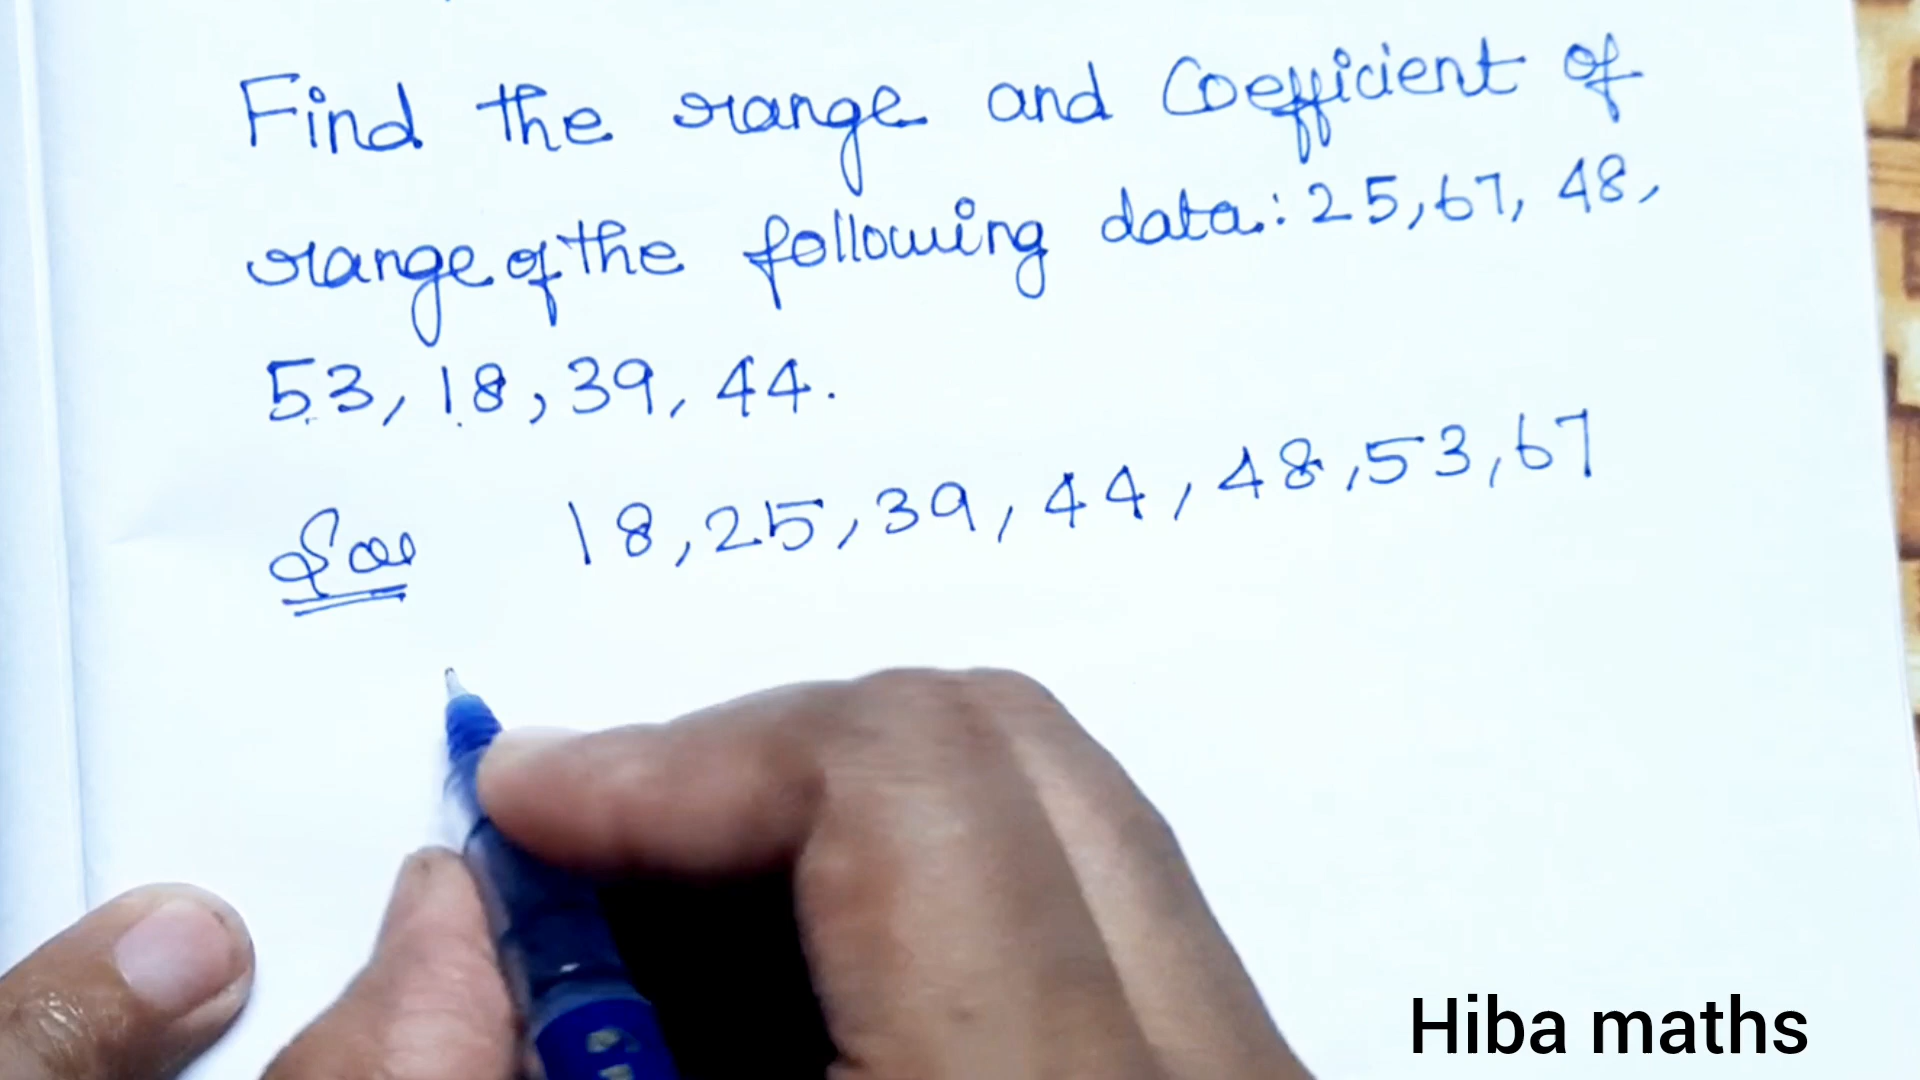 Find the range and Coefficient of
range of the following data: 25, 67, 48,
53, 18, 39, 44.
Sol 18, 25, 39, 44, 48, 53, 67
Hiba maths